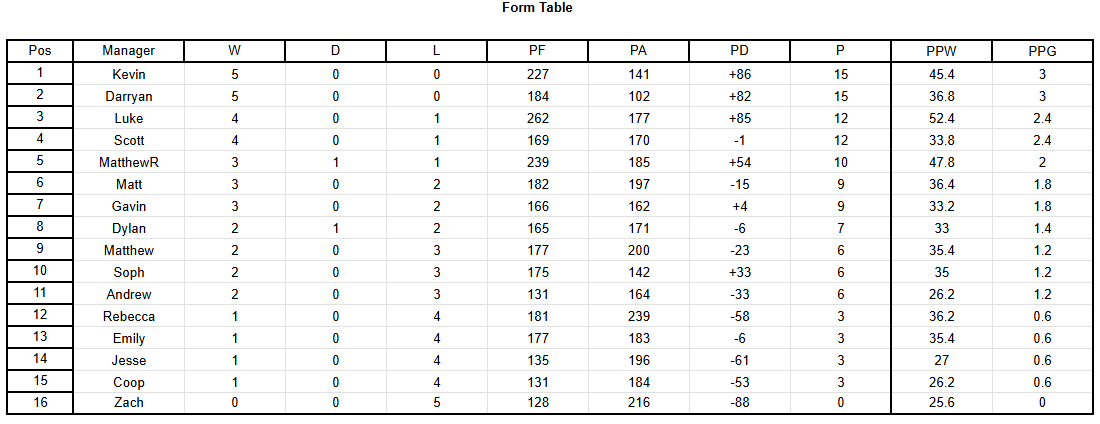 Form Table
Pos Manager W D L PF PA PD P PPW PPG
1 Kevin 5 0 0 227 141 +86 15 45.4 3
2 Darryan 5 0 0 184 102 +82 15 36.8 3
3 Luke 4 0 1 262 177 +85 12 52.4 2.4
4 Scott 4 0 1 169 170 -1 12 33.8 2.4
5 MatthewR 3 1 1 239 185 +54 10 47.8 2
6 Matt 3 0 2 182 197 -15 9 36.4 1.8
7 Gavin 3 0 2 166 162 +4 9 33.2 1.8
8 Dylan 2 1 2 165 171 -6 7 33 1.4
9 Matthew 2 0 3 177 200 -23 6 35.4 1.2
10 Soph 2 0 3 175 142 +33 6 35 1.2
11 Andrew 2 0 3 131 164 -33 6 26.2 1.2
12 Rebecca 1 0 4 181 239 -58 3 36.2 0.6
13 Emily 1 0 4 177 183 -6 3 35.4 0.6
14 Jesse 1 0 4 135 196 -61 3 27 0.6
15 Coop 1 0 4 131 184 -53 3 26.2 0.6
16 Zach 0 0 5 128 216 -88 0 25.6 0